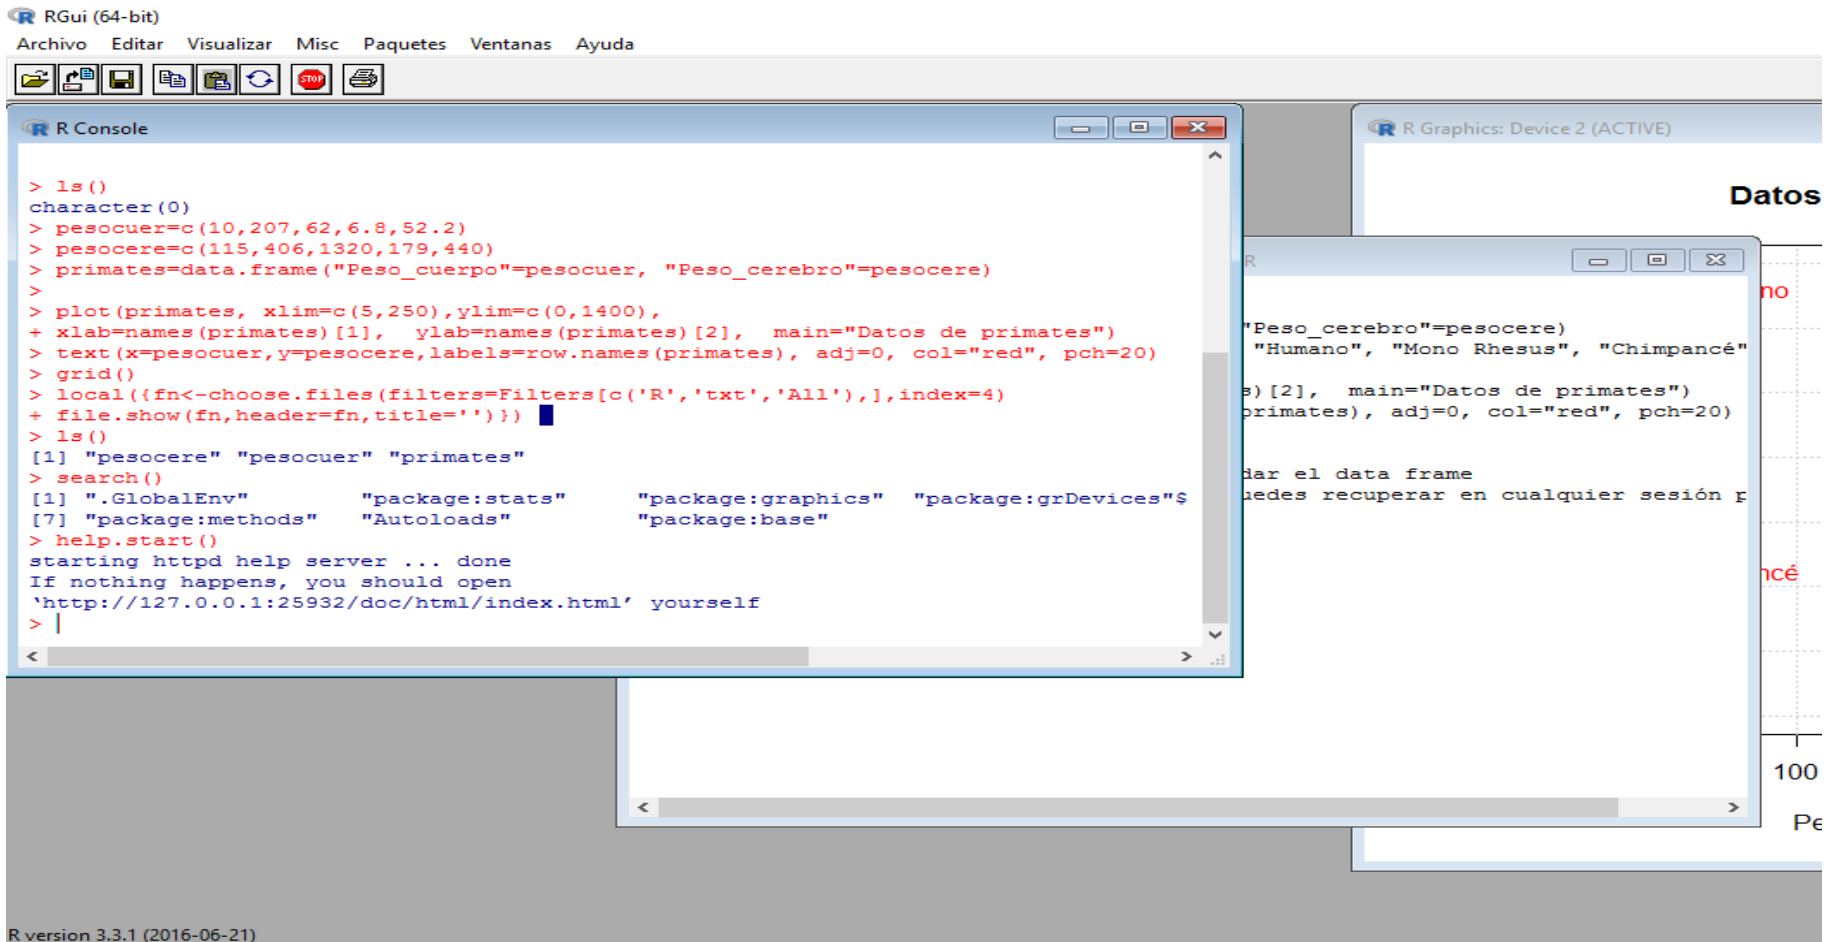 RGui (64-bit)
Archivo Editar Visualizar Misc Paquetes Ventanas Ayuda
STOP
R Console
> ls()
character(0)
> pesocuer=c(10,207,62,6.8,52.2)
> pesocere=c(115,406,1320,179,440)
> primates=data.frame("Peso_cuerpo"=pesocuer, "Peso_cerebro"=pesocere)
>
> plot(primates, xlim=c(5,250),ylim=c(0,1400),
+ xlab=names(primates)[1],  ylab=names(primates)[2],  main="Datos de primates")
> text(x=pesocuer,y=pesocere,labels=row.names(primates), adj=0, col="red", pch=20)
> grid()
> local({fn<-choose.files(filters=Filters[c('R','txt','All'),],index=4)
+ file.show(fn,header=fn,title='')})
> ls()
[1] "pesocere" "pesocuer" "primates"
> search()
[1] ".GlobalEnv"        "package:stats"     "package:graphics"  "package:grDevices"$
[7] "package:methods"   "Autoloads"         "package:base"
> help.start()
starting httpd help server ... done
If nothing happens, you should open
‘http://127.0.0.1:25932/doc/html/index.html’ yourself
>
R
"Peso_cerebro"=pesocere)
"Humano", "Mono Rhesus", "Chimpancé"
s)[2],  main="Datos de primates")
primates), adj=0, col="red", pch=20)
dar el data frame
uedes recuperar en cualquier sesión p
R Graphics: Device 2 (ACTIVE)
Datos
no
ncé
100
Pe
R version 3.3.1 (2016-06-21)